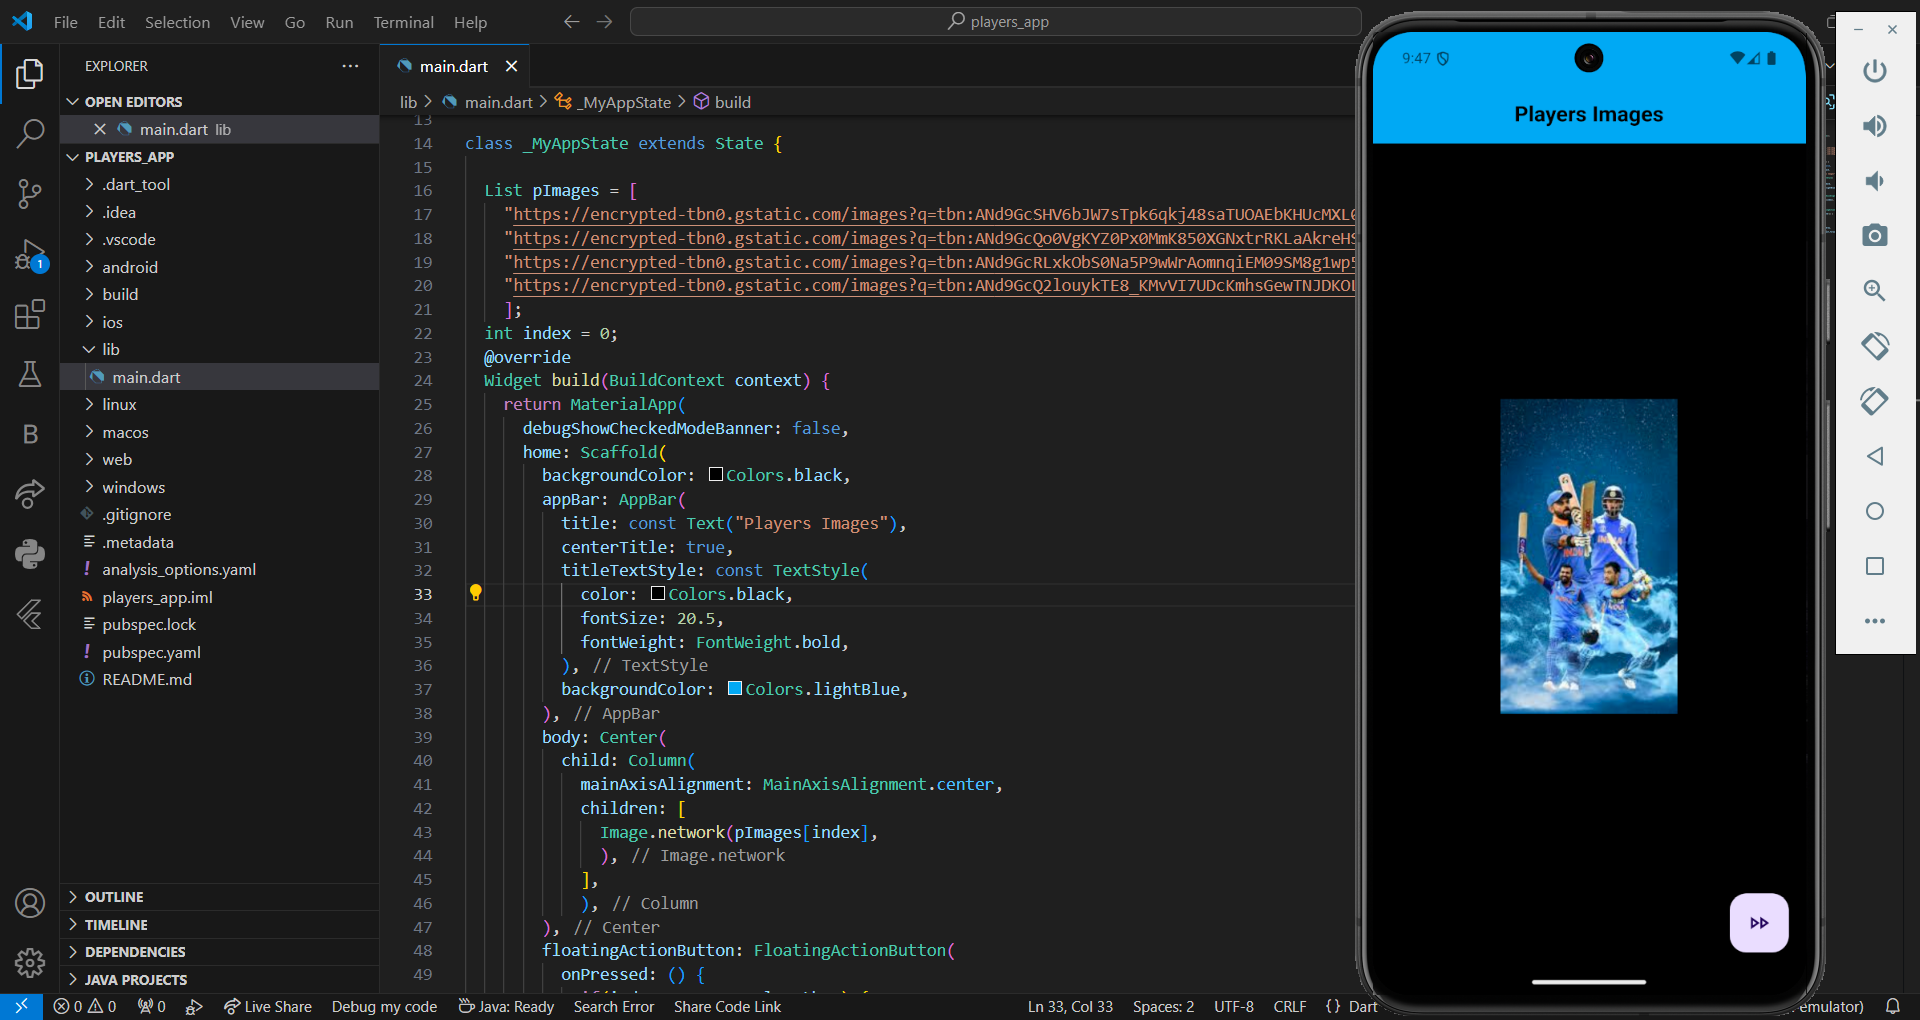 File Edit Selection View Go Run Terminal Help
players_app
EXPLORER
OPEN EDITORS
main.dart lib
PLAYERS_APP
.dart_tool
.idea
.vscode
android
build
ios
lib
main.dart
linux
macos
web
windows
.gitignore
.metadata
analysis_options.yaml
players_app.iml
pubspec.lock
pubspec.yaml
README.md
OUTLINE
TIMELINE
DEPENDENCIES
JAVA PROJECTS
1
B
main.dart
lib > main.dart > _MyAppState > build
13
14 class _MyAppState extends State {
15
16 List pImages = [
17 "https://encrypted-tbn0.gstatic.com/images?q=tbn:ANd9GcSHV6bJW7sTpk6qkj48saTUOAEbKHUcMXL
18 "https://encrypted-tbn0.gstatic.com/images?q=tbn:ANd9GcQo0VgKYZ0Px0MmK850XGNxtrRKLaAkreH
19 "https://encrypted-tbn0.gstatic.com/images?q=tbn:ANd9GcRLxkObS0Na5P9wWrAomnqiEM09SM8g1wp
20 "https://encrypted-tbn0.gstatic.com/images?q=tbn:ANd9GcQ2louykTE8_KMvVI7UDcKmhsGewTNJDKO
21 ];
22 int index = 0;
23 @override
24 Widget build(BuildContext context) {
25 return MaterialApp(
26 debugShowCheckedModeBanner: false,
27 home: Scaffold(
28 backgroundColor: Colors.black,
29 appBar: AppBar(
30 title: const Text("Players Images"),
31 centerTitle: true,
32 titleTextStyle: const TextStyle(
33 color: Colors.black,
34 fontSize: 20.5,
35 fontWeight: FontWeight.bold,
36 ), // TextStyle
37 backgroundColor: Colors.lightBlue,
38 ), // AppBar
39 body: Center(
40 child: Column(
41 mainAxisAlignment: MainAxisAlignment.center,
42 children: [
43 Image.network(pImages[index],
44 ), // Image.network
45 ],
46 ), // Column
47 ), // Center
48 floatingActionButton: FloatingActionButton(
49 onPressed: () {
9:47
Players Images
INDIA
INDIA
0 0 0 Live Share Debug my code Java: Ready Search Error Share Code Link Ln 33, Col 33 Spaces: 2 UTF-8 CRLF {} Dart emulator)